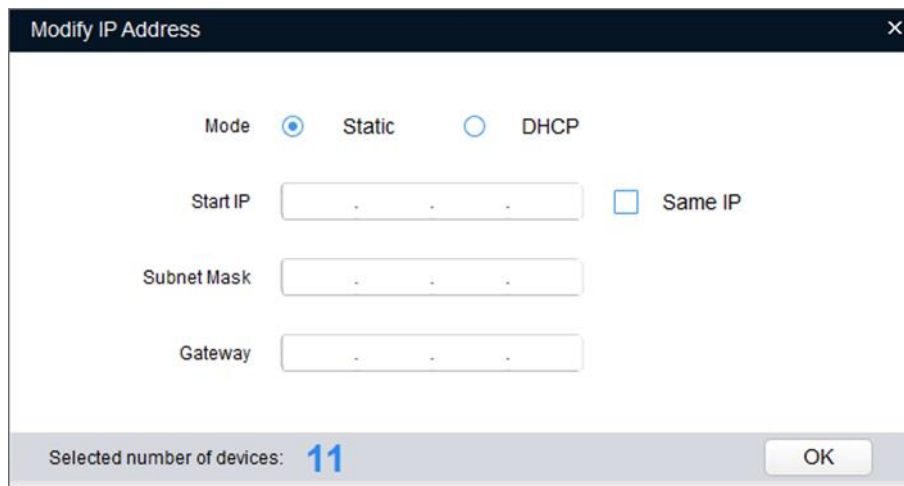 Modify IP Address
Mode Static DHCP
Start IP . . . Same IP
Subnet Mask . . .
Gateway . . .
Selected number of devices: 11 OK